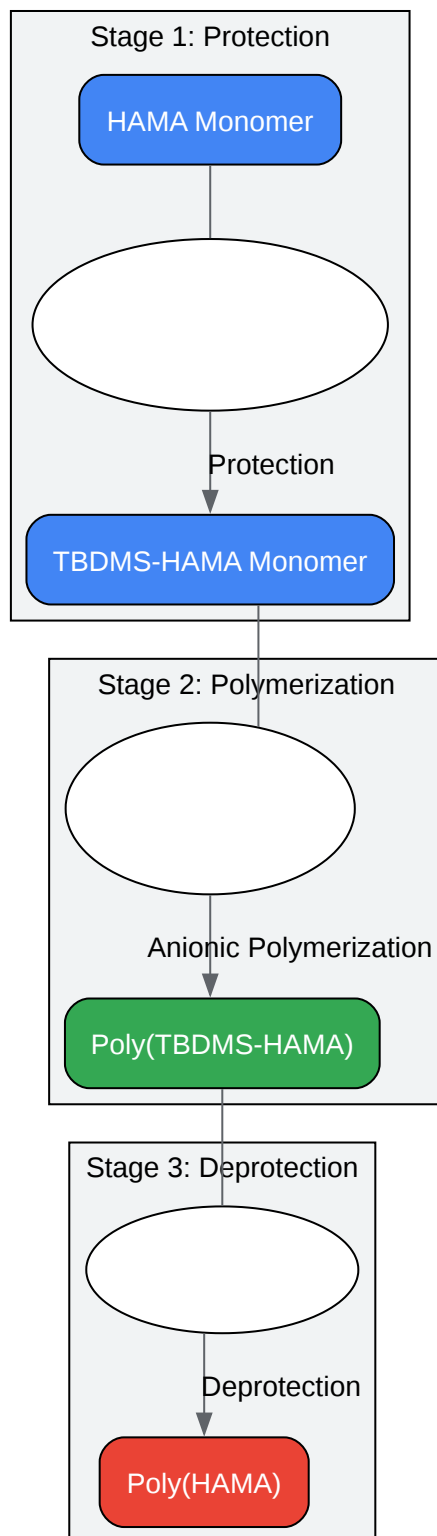 Stage 1: Protection
HAMA Monomer
Protection
TBDMS-HAMA Monomer
Stage 2: Polymerization
Anionic Polymerization
Poly(TBDMS-HAMA)
Stage 3: Deprotection
Deprotection
Poly(HAMA)